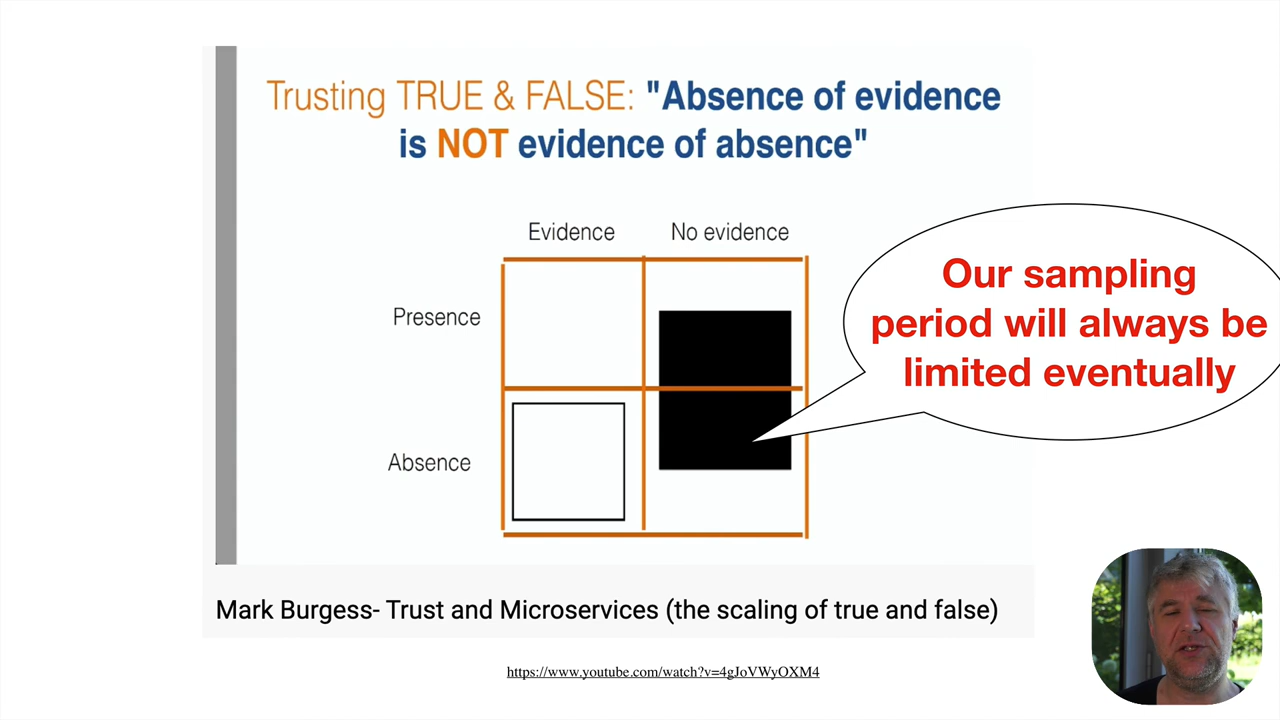 Trusting TRUE & FALSE: "Absence of evidence
is NOT evidence of absence"
Evidence No evidence
Presence
Absence
Our sampling
period will always be
limited eventually
Mark Burgess- Trust and Microservices (the scaling of true and false)
https://www.youtube.com/watch?v=4gJoVWyOXM4